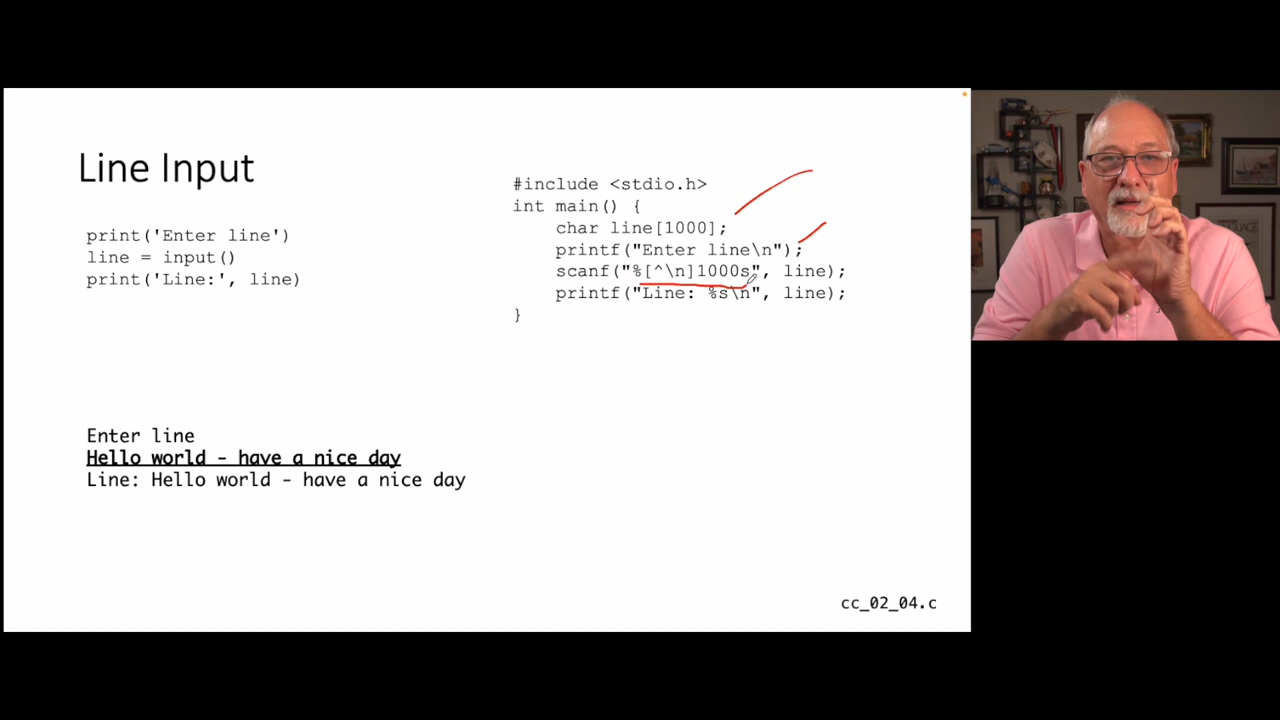 Line Input
print('Enter line')
line = input()
print('Line:', line)
#include <stdio.h>
int main() {
    char line[1000];
    printf("Enter line\n");
    scanf("%[^\n]1000s", line);
    printf("Line: %s\n", line);
}
Enter line
Hello world - have a nice day
Line: Hello world - have a nice day
cc_02_04.c